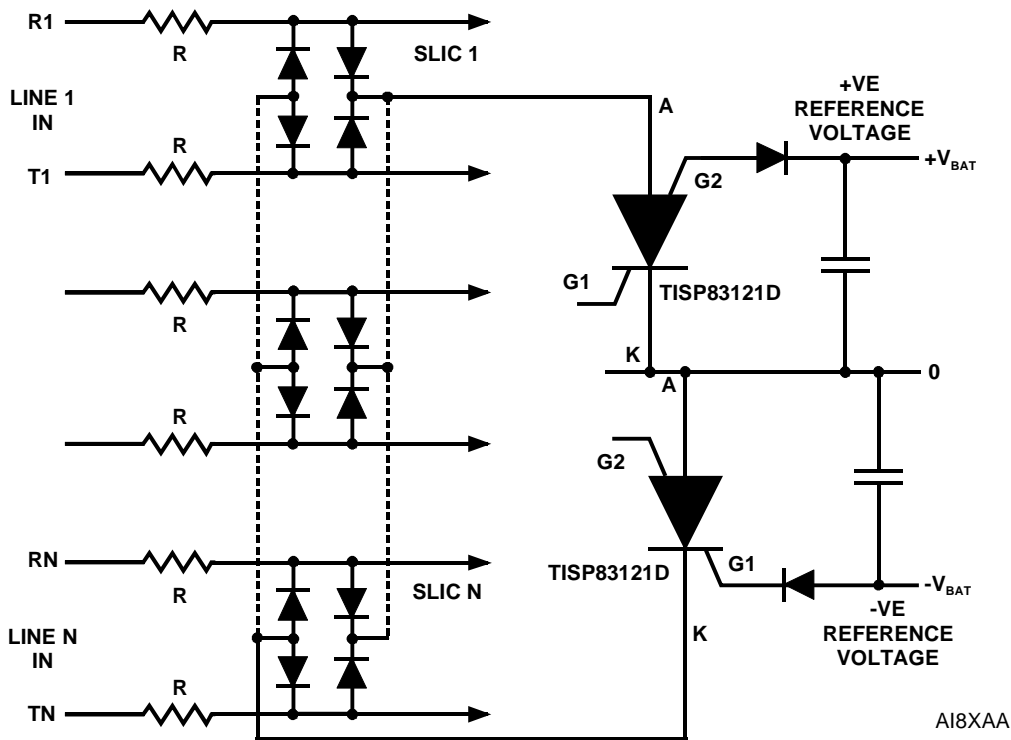 R1
R
SLIC 1
LINE 1
IN
R
T1
A
+VE
REFERENCE
VOLTAGE
+VBAT
G2
G1
TISP83121D
K
R
R
A
0
G2
TISP83121D
G1
-VBAT
K
-VE
REFERENCE
VOLTAGE
RN
R
SLIC N
LINE N
IN
R
TN
AI8XAA